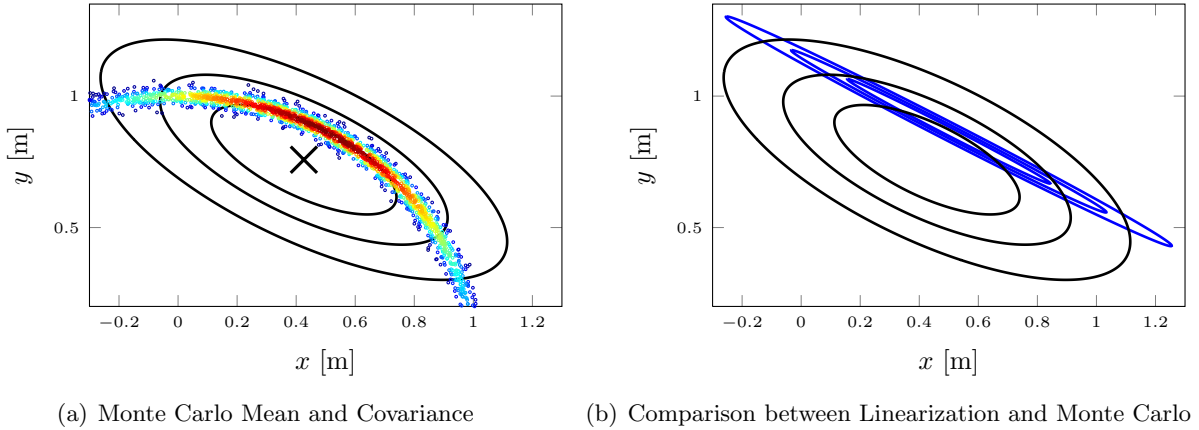 1
0.5
y [m]
−0.2 0 0.2 0.4 0.6 0.8 1 1.2
x [m]
(a) Monte Carlo Mean and Covariance
1
0.5
y [m]
−0.2 0 0.2 0.4 0.6 0.8 1 1.2
x [m]
(b) Comparison between Linearization and Monte Carlo